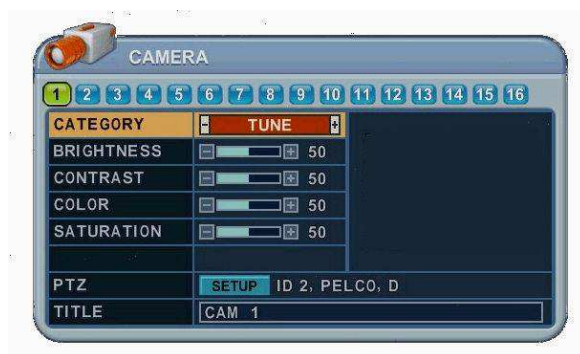 CAMERA
1 2 3 4 5 6 7 8 9 10 11 12 13 14 15 16
CATEGORY - TUNE +
BRIGHTNESS - + 50
CONTRAST - + 50
COLOR - + 50
SATURATION - + 50
PTZ SETUP ID 2, PELCO, D
TITLE CAM 1